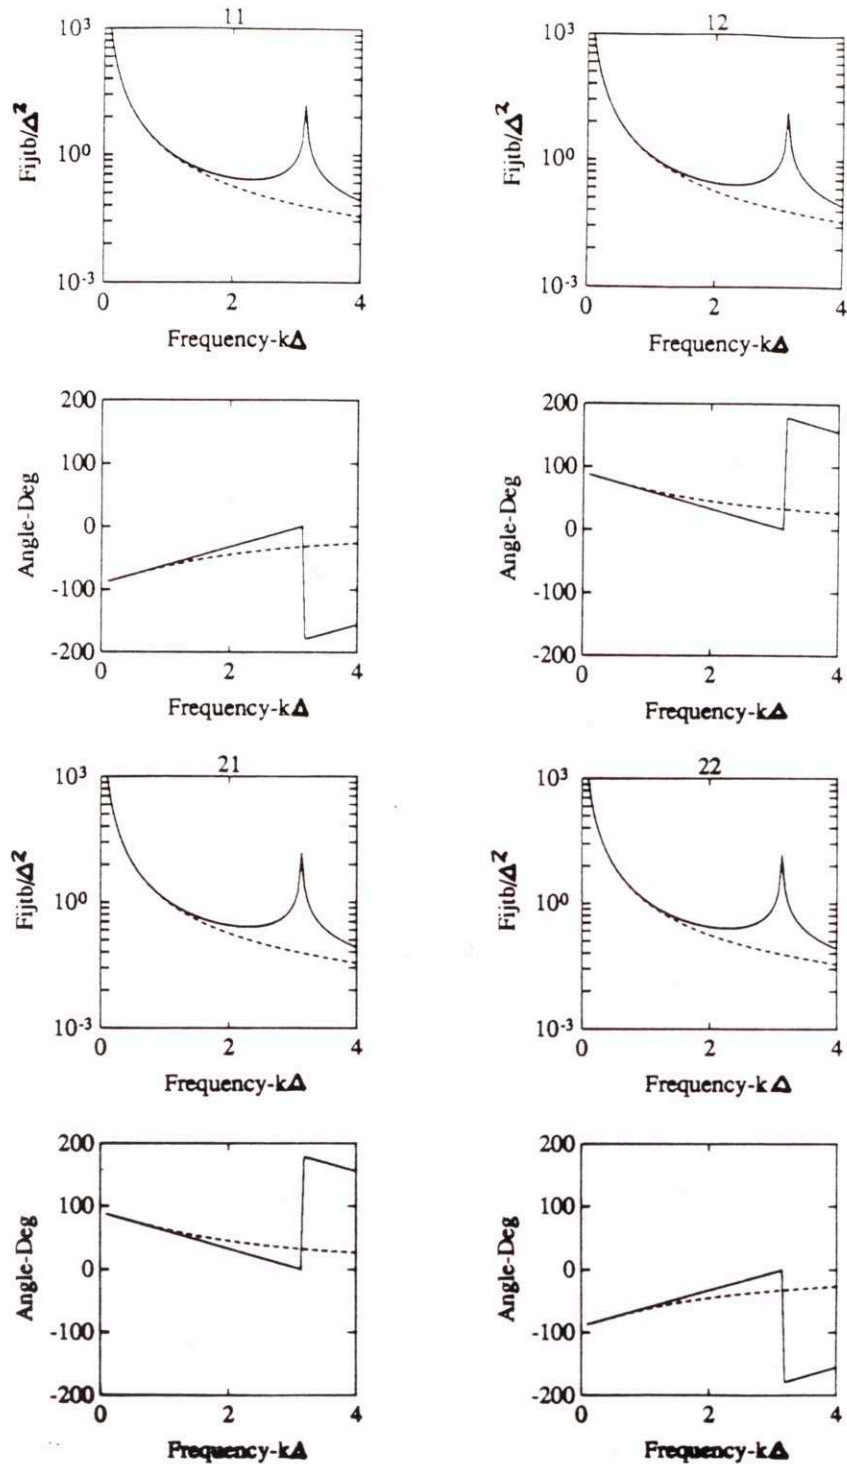 11
12
10³
10⁰
10⁻³
Fijtb/Δ²
0 2 4
Frequency-kΔ
10³
10⁰
10⁻³
Fijtb/Δ²
0 2 4
Frequency-kΔ
200
100
0
-100
-200
Angle-Deg
0 2 4
Frequency-kΔ
200
100
0
-100
-200
Angle-Deg
0 2 4
Frequency-kΔ
21
22
10³
10⁰
10⁻³
Fijtb/Δ²
0 2 4
Frequency-kΔ
10³
10⁰
10⁻³
Fijtb/Δ²
0 2 4
Frequency-kΔ
200
100
0
-100
-200
Angle-Deg
0 2 4
Frequency-kΔ
200
100
0
-100
-200
Angle-Deg
0 2 4
Frequency-kΔ